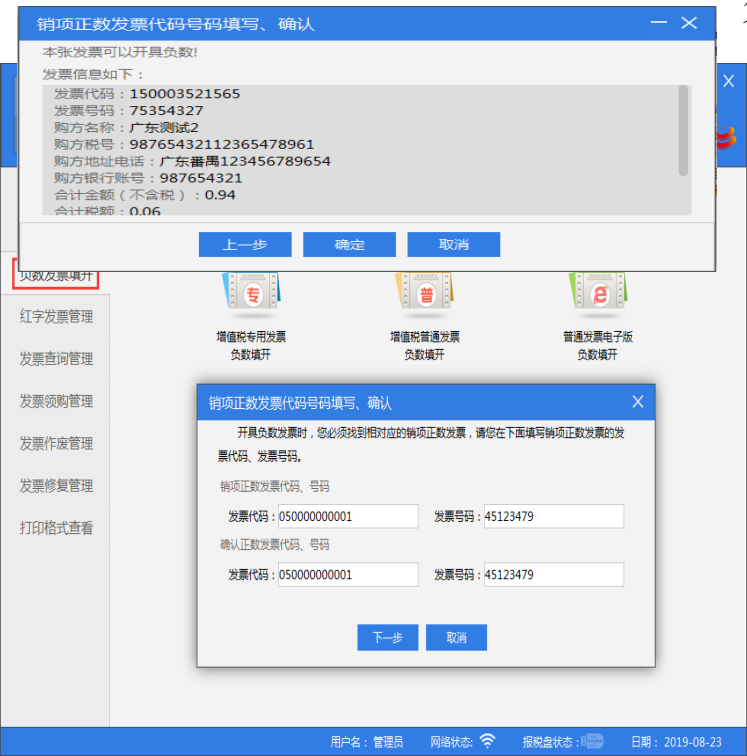 销项正数发票代码号码填写、确认
本张发票可以开具负数!
发票信息如下：
发票代码：150003521565
发票号码：75354327
购方名称：广东测试2
购方税号：98765432112365478961
购方地址电话：广东番禺123456789654
购方银行账号：987654321
合计金额（不含税）：0.94
合计税额：0.06
上一步 确定 取消
负数发票填开
红字发票管理
发票查询管理
发票领购管理
发票作废管理
发票修复管理
打印格式查看
专 普
增值税专用发票 增值税普通发票 普通发票电子版
负数填开 负数填开 负数填开
销项正数发票代码号码填写、确认
开具负数发票时，您必须找到相对应的销项正数发票，请您在下面填写销项正数发票的发
票代码、发票号码。
销项正数发票代码、号码
发票代码：050000000001 发票号码：45123479
确认正数发票代码、号码
发票代码：050000000001 发票号码：45123479
下一步 取消
用户名：管理员 网络状态: 报税盘状态: 日期：2019-08-23